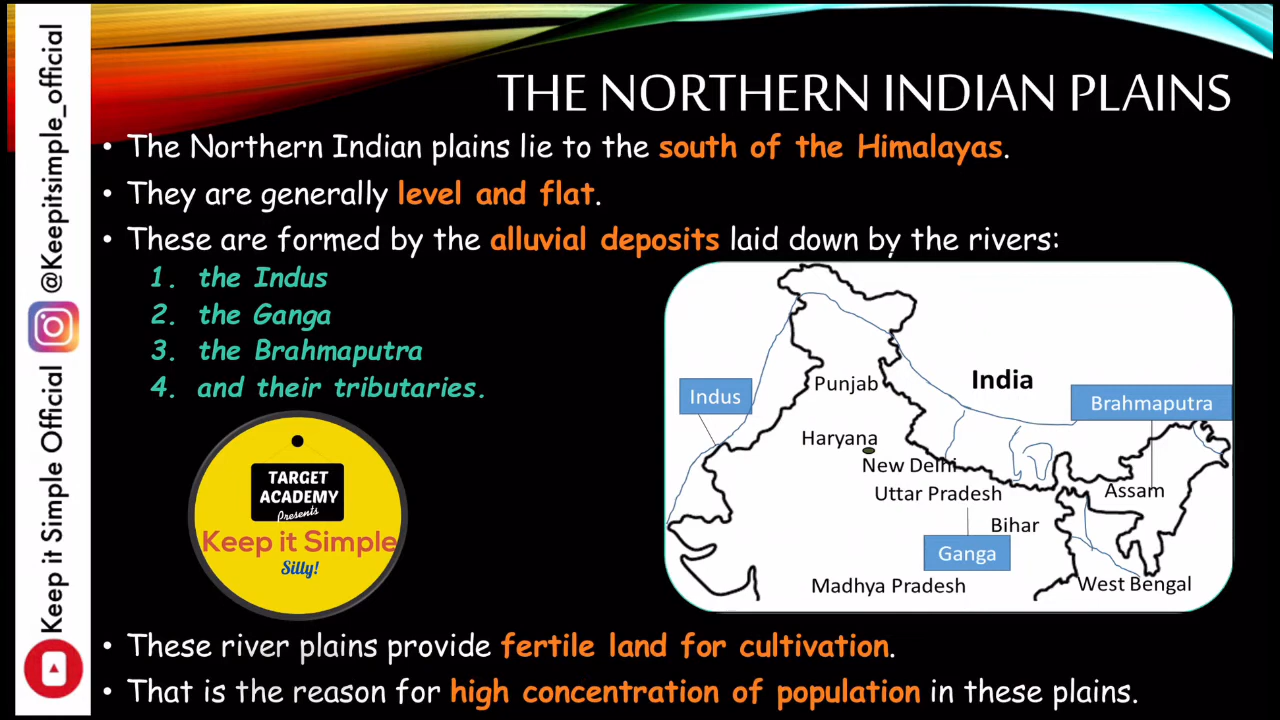 THE NORTHERN INDIAN PLAINS
• The Northern Indian plains lie to the south of the Himalayas.
• They are generally level and flat.
• These are formed by the alluvial deposits laid down by the rivers:
1. the Indus
2. the Ganga
3. the Brahmaputra
4. and their tributaries.
India
Punjab
Indus
Brahmaputra
Haryana
New Delhi
Uttar Pradesh
Assam
Bihar
Ganga
Madhya Pradesh
West Bengal
TARGET
ACADEMY
Presents
Keep it Simple
Silly!
• These river plains provide fertile land for cultivation.
• That is the reason for high concentration of population in these plains.
@Keepitsimple_official
Keep it Simple Official